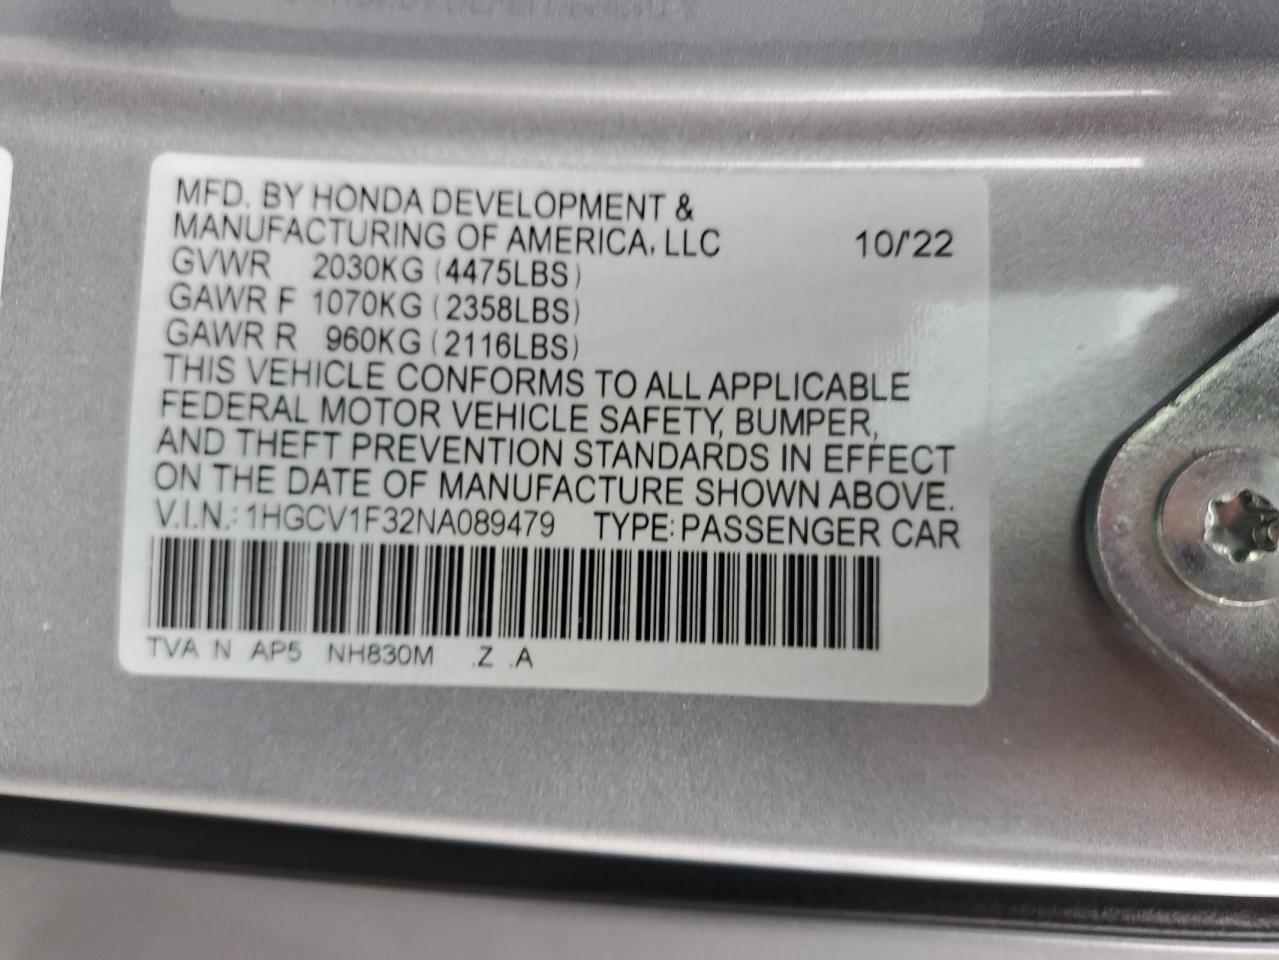 MFD. BY HONDA DEVELOPMENT &
MANUFACTURING OF AMERICA, LLC 10/'22
GVWR 2030KG (4475LBS)
GAWR F 1070KG (2358LBS)
GAWR R 960KG (2116LBS)
THIS VEHICLE CONFORMS TO ALL APPLICABLE
FEDERAL MOTOR VEHICLE SAFETY, BUMPER,
AND THEFT PREVENTION STANDARDS IN EFFECT
ON THE DATE OF MANUFACTURE SHOWN ABOVE.
V.I.N.: 1HGCV1F32NA089479 TYPE: PASSENGER CAR
TVA N AP5 NH830M .Z .A